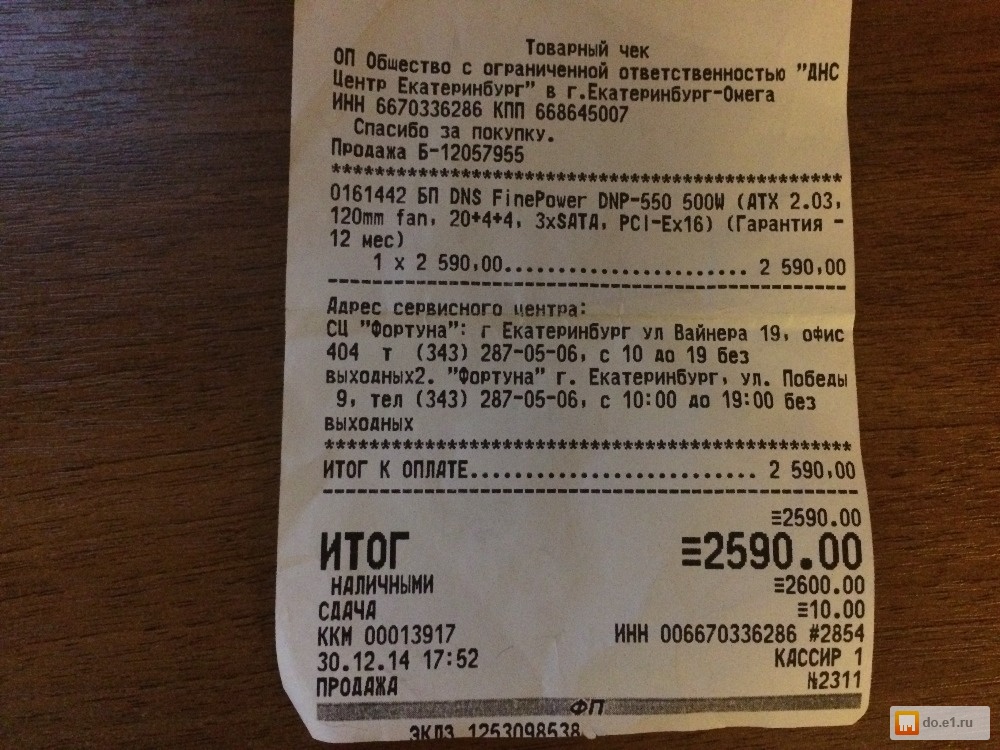 Товарный чек
ОП Общество с ограниченной ответственностью "ДНС
Центр Екатеринбург" в г.Екатеринбург-Омега
ИНН 6670336286 КПП 668645007
Спасибо за покупку.
Продажа Б-12057955
************************************************
0161442 БП DNS FinePower DNP-550 500W (ATX 2.03,
120mm fan, 20+4+4, 3xSATA, PCI-Ex16) (Гарантия -
12 мес)
1 x 2 590,00....................... 2 590,00
------------------------------------------------
Адрес сервисного центра:
СЦ "Фортуна": г Екатеринбург ул Вайнера 19, офис
404 т (343) 287-05-06, с 10 до 19 без
выходных2. "Фортуна" г. Екатеринбург, ул. Победы
9, тел (343) 287-05-06, с 10:00 до 19:00 без
выходных
************************************************
ИТОГ К ОПЛАТЕ........................... 2 590,00
------------------------------------------------
≡2590.00
ИТОГ ≡2590.00
НАЛИЧНЫМИ ≡2600.00
СДАЧА ≡10.00
ККМ 00013917 ИНН 006670336286 #2854
30.12.14 17:52 КАССИР 1
ПРОДАЖА №2311
ФП
ЭКЛЗ 1253098538
do.e1.ru